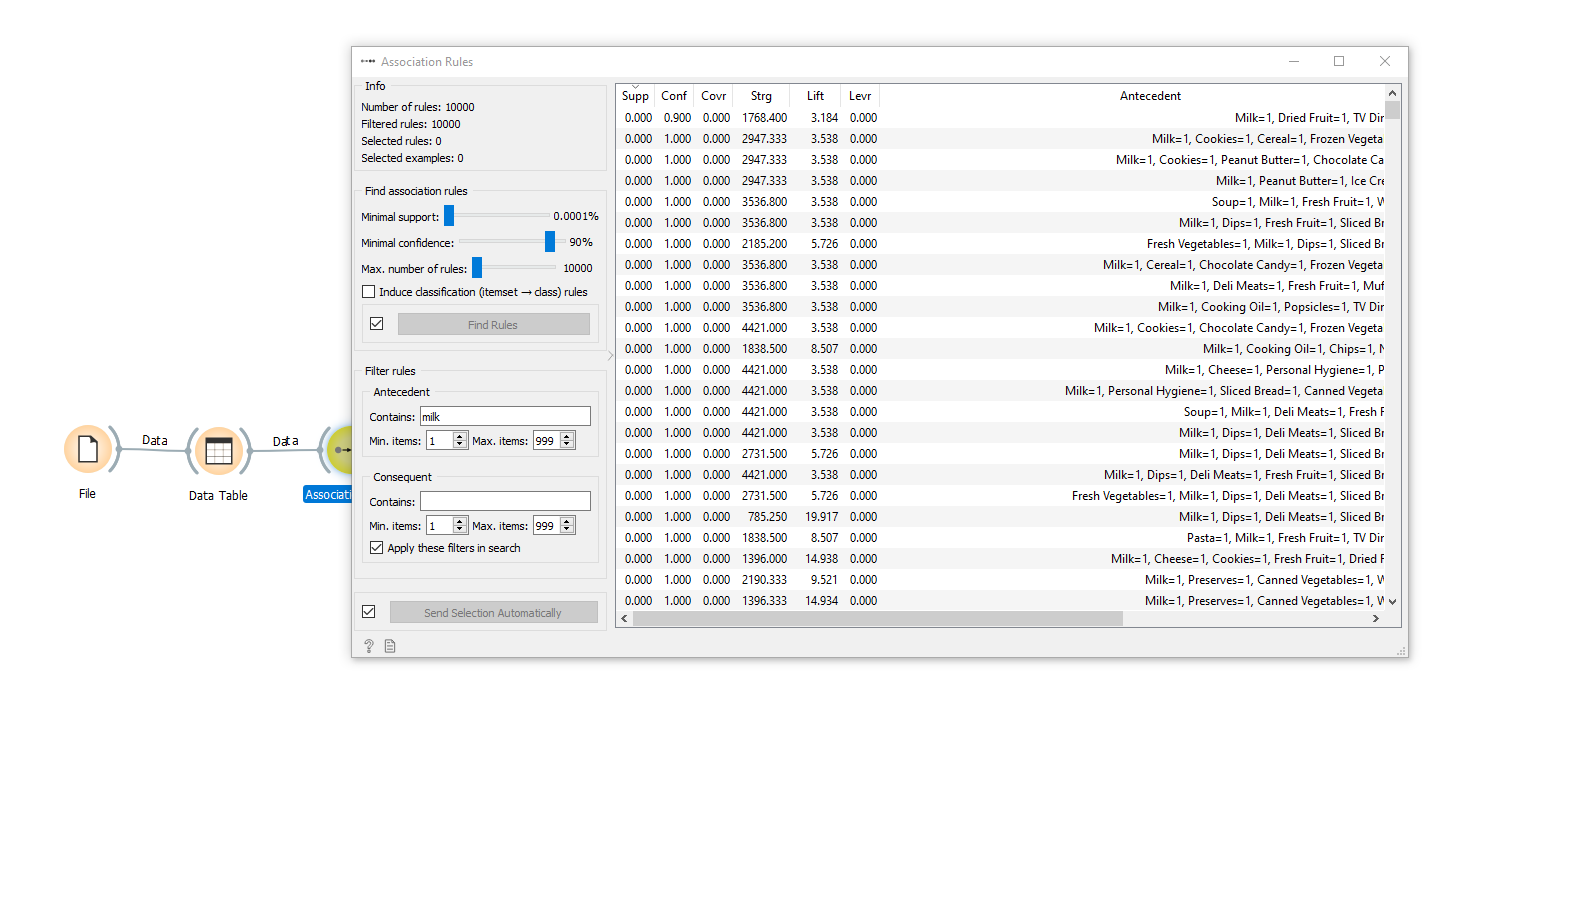 Association Rules
Info
Number of rules: 10000
Filtered rules: 10000
Selected rules: 0
Selected examples: 0
Find association rules
Minimal support: 0.0001%
Minimal confidence: 90%
Max. number of rules: 10000
Induce classification (itemset → class) rules
Find Rules
Filter rules
Antecedent
Contains: milk
Min. items: 1 Max. items: 999
Consequent
Contains:
Min. items: 1 Max. items: 999
Apply these filters in search
Send Selection Automatically
Supp Conf Covr Strg Lift Levr Antecedent
0.000 0.900 0.000 1768.400 3.184 0.000 Milk=1, Dried Fruit=1, TV Din
0.000 1.000 0.000 2947.333 3.538 0.000 Milk=1, Cookies=1, Cereal=1, Frozen Vegeta
0.000 1.000 0.000 2947.333 3.538 0.000 Milk=1, Cookies=1, Peanut Butter=1, Chocolate Ca
0.000 1.000 0.000 2947.333 3.538 0.000 Milk=1, Peanut Butter=1, Ice Cre
0.000 1.000 0.000 3536.800 3.538 0.000 Soup=1, Milk=1, Fresh Fruit=1, W
0.000 1.000 0.000 3536.800 3.538 0.000 Milk=1, Dips=1, Fresh Fruit=1, Sliced Br
0.000 1.000 0.000 2185.200 5.726 0.000 Fresh Vegetables=1, Milk=1, Dips=1, Sliced Br
0.000 1.000 0.000 3536.800 3.538 0.000 Milk=1, Cereal=1, Chocolate Candy=1, Frozen Vegeta
0.000 1.000 0.000 3536.800 3.538 0.000 Milk=1, Deli Meats=1, Fresh Fruit=1, Muf
0.000 1.000 0.000 3536.800 3.538 0.000 Milk=1, Cooking Oil=1, Popsicles=1, TV Din
0.000 1.000 0.000 4421.000 3.538 0.000 Milk=1, Cookies=1, Chocolate Candy=1, Frozen Vegeta
0.000 1.000 0.000 1838.500 8.507 0.000 Milk=1, Cooking Oil=1, Chips=1, N
0.000 1.000 0.000 4421.000 3.538 0.000 Milk=1, Cheese=1, Personal Hygiene=1, P
0.000 1.000 0.000 4421.000 3.538 0.000 Milk=1, Personal Hygiene=1, Sliced Bread=1, Canned Vegeta
0.000 1.000 0.000 4421.000 3.538 0.000 Soup=1, Milk=1, Deli Meats=1, Fresh F
0.000 1.000 0.000 4421.000 3.538 0.000 Milk=1, Dips=1, Deli Meats=1, Sliced Br
0.000 1.000 0.000 2731.500 5.726 0.000 Milk=1, Dips=1, Deli Meats=1, Sliced Br
0.000 1.000 0.000 4421.000 3.538 0.000 Milk=1, Dips=1, Deli Meats=1, Fresh Fruit=1, Sliced Br
0.000 1.000 0.000 2731.500 5.726 0.000 Fresh Vegetables=1, Milk=1, Dips=1, Deli Meats=1, Sliced Br
0.000 1.000 0.000 785.250 19.917 0.000 Milk=1, Dips=1, Deli Meats=1, Sliced Br
0.000 1.000 0.000 1838.500 8.507 0.000 Pasta=1, Milk=1, Fresh Fruit=1, TV Din
0.000 1.000 0.000 1396.000 14.938 0.000 Milk=1, Cheese=1, Cookies=1, Fresh Fruit=1, Dried F
0.000 1.000 0.000 2190.333 9.521 0.000 Milk=1, Preserves=1, Canned Vegetables=1, W
0.000 1.000 0.000 1396.333 14.934 0.000 Milk=1, Preserves=1, Canned Vegetables=1, W
Data Data
File Data Table Associati